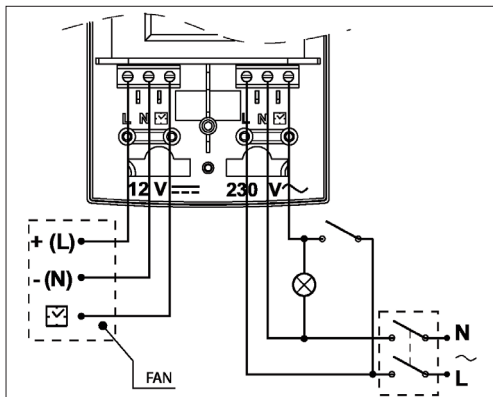 L N L N
12 V 230 V ~
+ (L)
- (N)
FAN
N
~
L